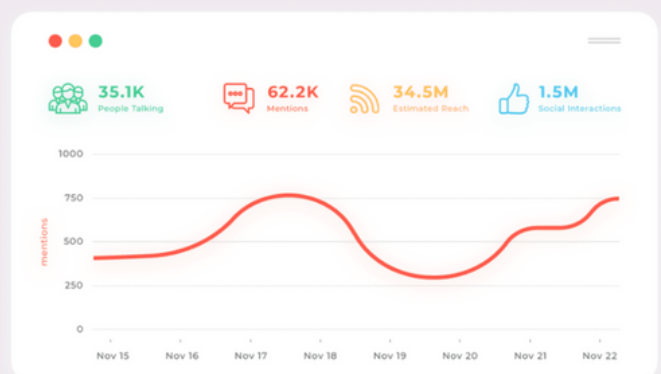 35.1K
People Talking
62.2K
Mentions
34.5M
Estimated Reach
1.5M
Social Interactions
1000
750
500
250
0
mentions
Nov 15 Nov 16 Nov 17 Nov 18 Nov 19 Nov 20 Nov 21 Nov 22